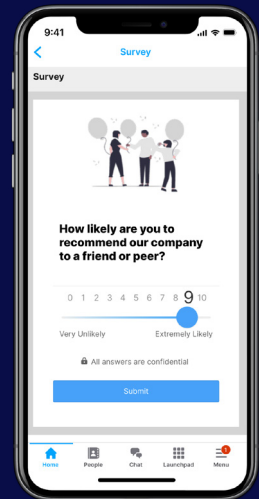 9:41
Survey
Survey
How likely are you to
recommend our company
to a friend or peer?
0 1 2 3 4 5 6 7 8 9 10
Very Unlikely Extremely Likely
All answers are confidential
Submit
1
Home People Chat Launchpad Menu